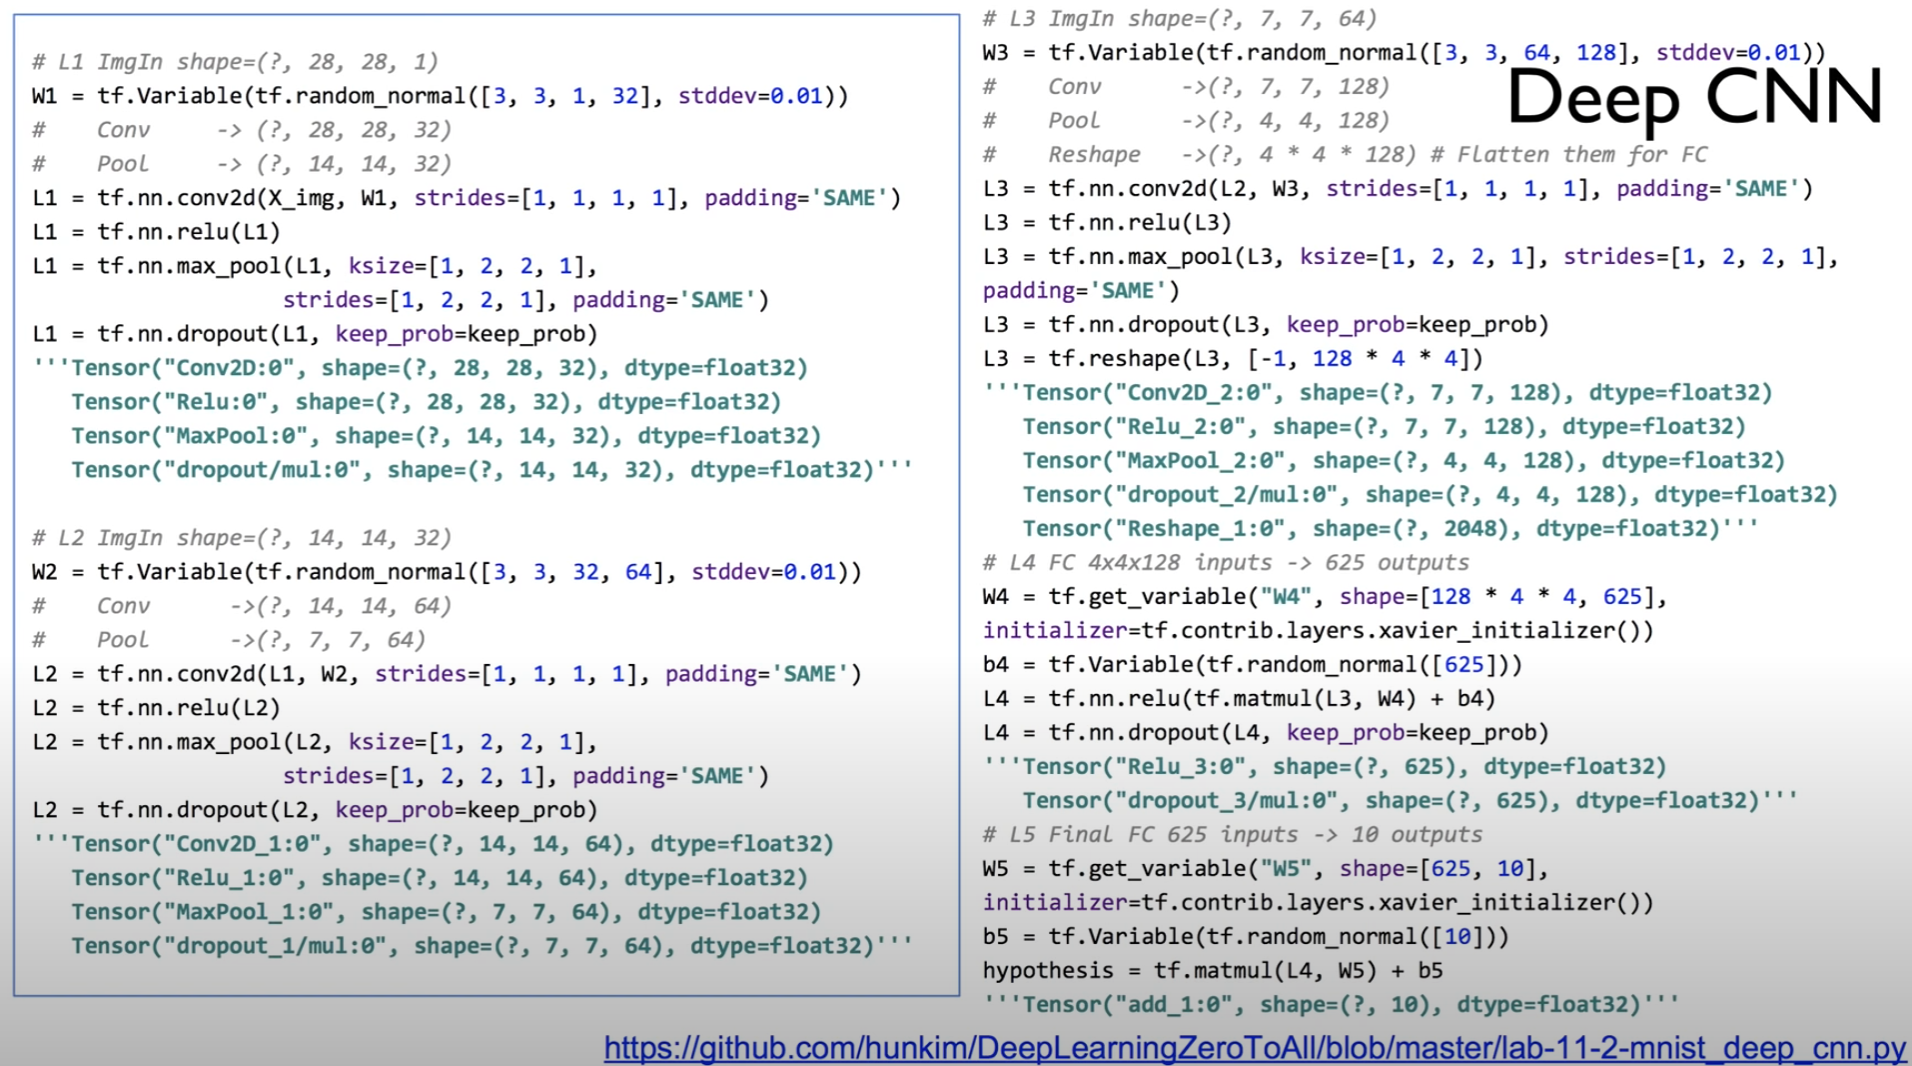 # L1 ImgIn shape=(?, 28, 28, 1)
W1 = tf.Variable(tf.random_normal([3, 3, 1, 32], stddev=0.01))
#    Conv     -> (?, 28, 28, 32)
#    Pool     -> (?, 14, 14, 32)
L1 = tf.nn.conv2d(X_img, W1, strides=[1, 1, 1, 1], padding='SAME')
L1 = tf.nn.relu(L1)
L1 = tf.nn.max_pool(L1, ksize=[1, 2, 2, 1],
                   strides=[1, 2, 2, 1], padding='SAME')
L1 = tf.nn.dropout(L1, keep_prob=keep_prob)
'''Tensor("Conv2D:0", shape=(?, 28, 28, 32), dtype=float32)
   Tensor("Relu:0", shape=(?, 28, 28, 32), dtype=float32)
   Tensor("MaxPool:0", shape=(?, 14, 14, 32), dtype=float32)
   Tensor("dropout/mul:0", shape=(?, 14, 14, 32), dtype=float32)'''
# L2 ImgIn shape=(?, 14, 14, 32)
W2 = tf.Variable(tf.random_normal([3, 3, 32, 64], stddev=0.01))
#    Conv      ->(?, 14, 14, 64)
#    Pool      ->(?, 7, 7, 64)
L2 = tf.nn.conv2d(L1, W2, strides=[1, 1, 1, 1], padding='SAME')
L2 = tf.nn.relu(L2)
L2 = tf.nn.max_pool(L2, ksize=[1, 2, 2, 1],
                   strides=[1, 2, 2, 1], padding='SAME')
L2 = tf.nn.dropout(L2, keep_prob=keep_prob)
'''Tensor("Conv2D_1:0", shape=(?, 14, 14, 64), dtype=float32)
   Tensor("Relu_1:0", shape=(?, 14, 14, 64), dtype=float32)
   Tensor("MaxPool_1:0", shape=(?, 7, 7, 64), dtype=float32)
   Tensor("dropout_1/mul:0", shape=(?, 7, 7, 64), dtype=float32)'''
# L3 ImgIn shape=(?, 7, 7, 64)
W3 = tf.Variable(tf.random_normal([3, 3, 64, 128], stddev=0.01))
Deep CNN
#    Conv      ->(?, 7, 7, 128)
#    Pool      ->(?, 4, 4, 128)
#    Reshape   ->(?, 4 * 4 * 128) # Flatten them for FC
L3 = tf.nn.conv2d(L2, W3, strides=[1, 1, 1, 1], padding='SAME')
L3 = tf.nn.relu(L3)
L3 = tf.nn.max_pool(L3, ksize=[1, 2, 2, 1], strides=[1, 2, 2, 1],
padding='SAME')
L3 = tf.nn.dropout(L3, keep_prob=keep_prob)
L3 = tf.reshape(L3, [-1, 128 * 4 * 4])
'''Tensor("Conv2D_2:0", shape=(?, 7, 7, 128), dtype=float32)
   Tensor("Relu_2:0", shape=(?, 7, 7, 128), dtype=float32)
   Tensor("MaxPool_2:0", shape=(?, 4, 4, 128), dtype=float32)
   Tensor("dropout_2/mul:0", shape=(?, 4, 4, 128), dtype=float32)
   Tensor("Reshape_1:0", shape=(?, 2048), dtype=float32)'''
# L4 FC 4x4x128 inputs -> 625 outputs
W4 = tf.get_variable("W4", shape=[128 * 4 * 4, 625],
initializer=tf.contrib.layers.xavier_initializer())
b4 = tf.Variable(tf.random_normal([625]))
L4 = tf.nn.relu(tf.matmul(L3, W4) + b4)
L4 = tf.nn.dropout(L4, keep_prob=keep_prob)
'''Tensor("Relu_3:0", shape=(?, 625), dtype=float32)
   Tensor("dropout_3/mul:0", shape=(?, 625), dtype=float32)'''
# L5 Final FC 625 inputs -> 10 outputs
W5 = tf.get_variable("W5", shape=[625, 10],
initializer=tf.contrib.layers.xavier_initializer())
b5 = tf.Variable(tf.random_normal([10]))
hypothesis = tf.matmul(L4, W5) + b5
'''Tensor("add_1:0", shape=(?, 10), dtype=float32)'''
https://github.com/hunkim/DeepLearningZeroToAll/blob/master/lab-11-2-mnist_deep_cnn.py